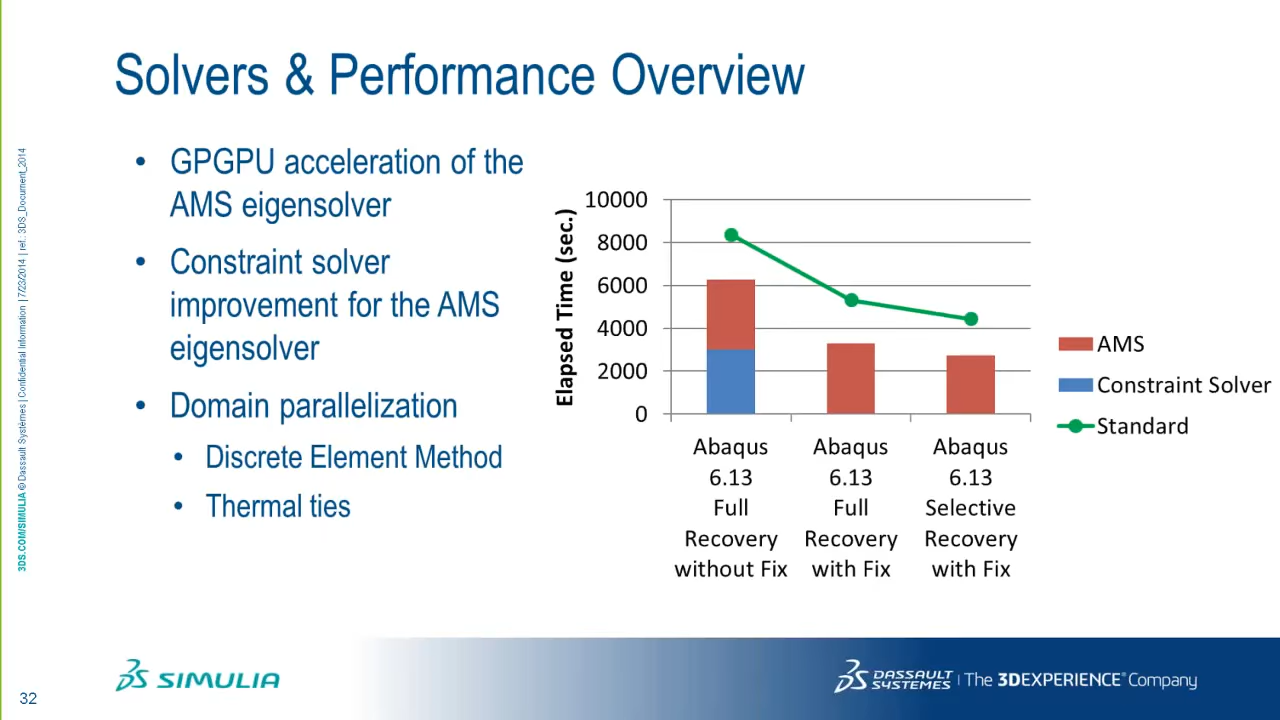 Solvers & Performance Overview
• GPGPU acceleration of the
AMS eigensolver
• Constraint solver
improvement for the AMS
eigensolver
• Domain parallelization
• Discrete Element Method
• Thermal ties
Elapsed Time (sec.)
10000
8000
6000
4000
2000
0
Abaqus
6.13
Full
Recovery
without Fix
Abaqus
6.13
Full
Recovery
with Fix
Abaqus
6.13
Selective
Recovery
with Fix
AMS
Constraint Solver
Standard
3DS.COM/SIMULIA © Dassault Systèmes | Confidential Information | 7/23/2014 | ref.: 3DS_Document_2014
32
SIMULIA
DASSAULT
SYSTEMES
The 3DEXPERIENCE® Company